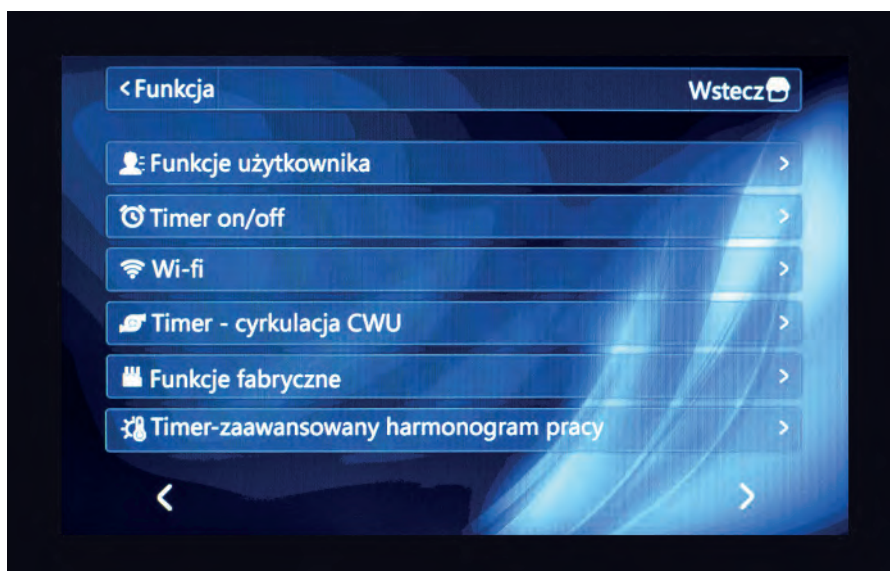 <Funkcja Wstecz
Funkcje użytkownika >
Timer on/off >
Wi-fi >
Timer - cyrkulacja CWU >
Funkcje fabryczne >
Timer-zaawansowany harmonogram pracy >
< >